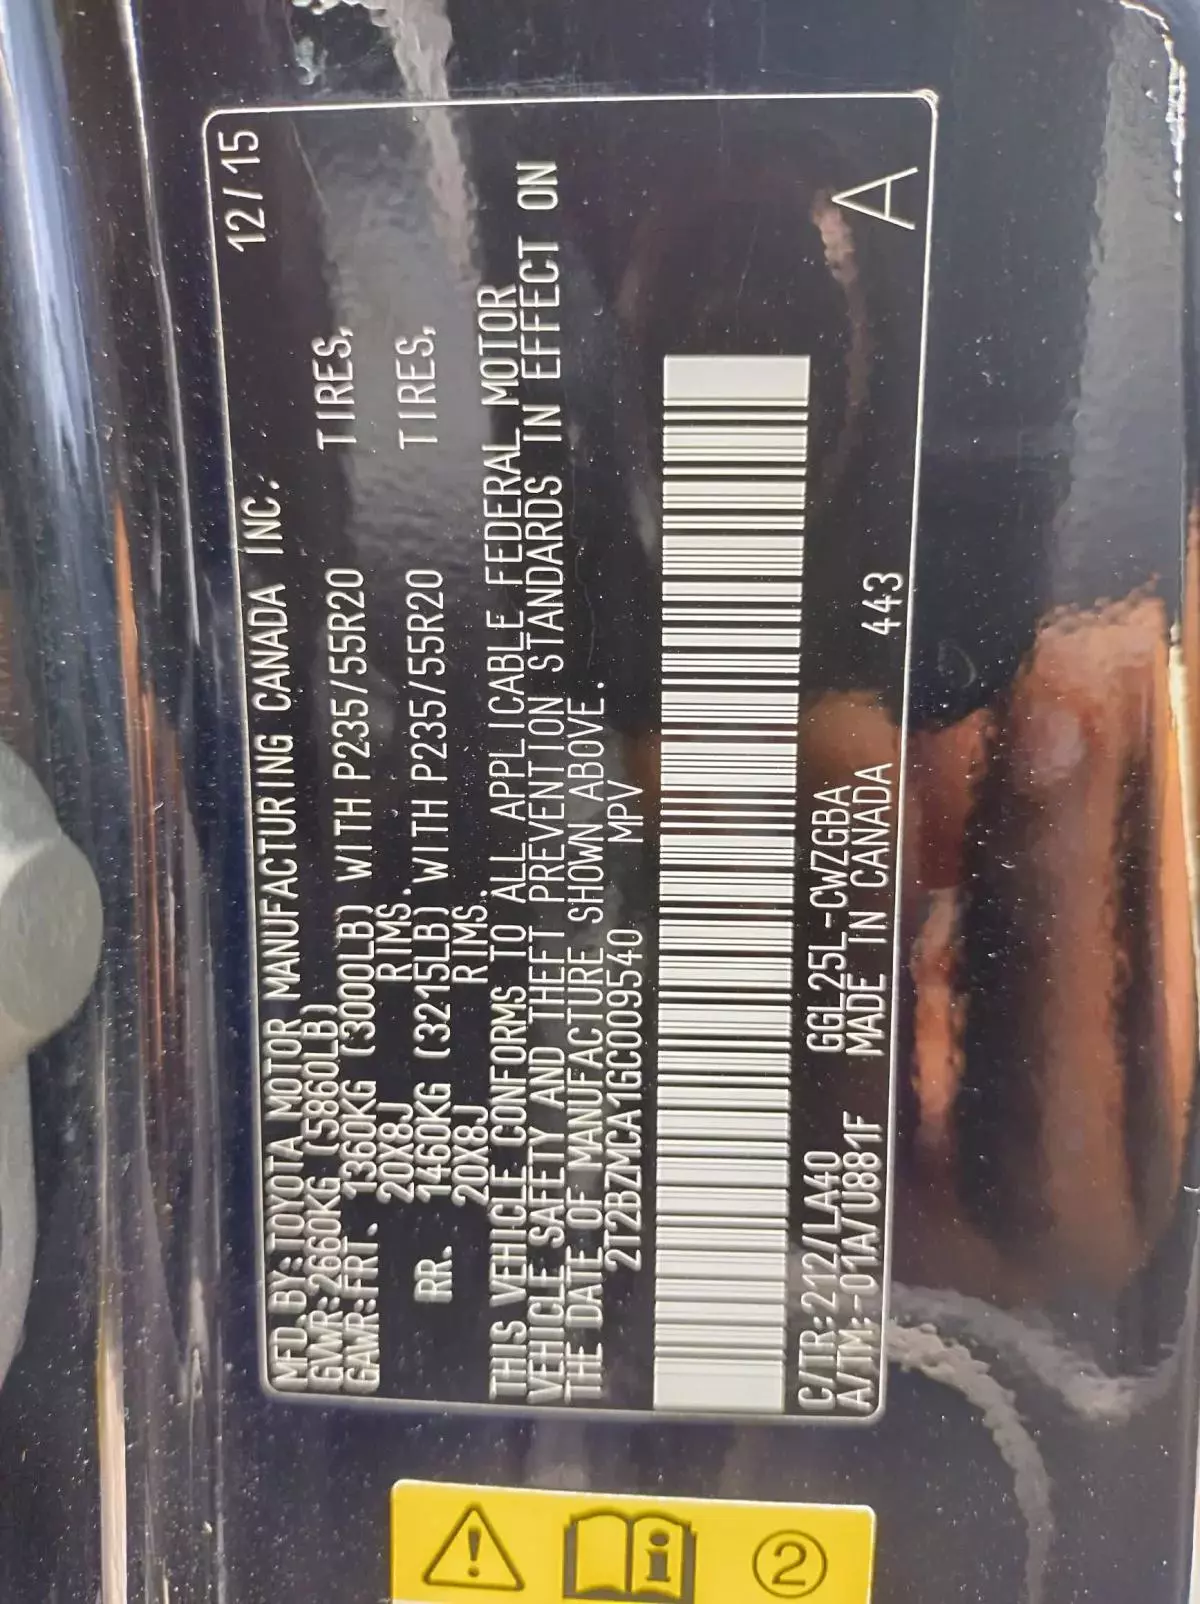 MFD. BY: TOYOTA MOTOR MANUFACTURING CANADA INC. 12/15
GVWR: 2660KG (5860LB)
GAWR: FRT. 1360KG (3000LB) WITH P235/55R20 TIRES,
20X8J RIMS.
RR. 1460KG (3215LB) WITH P235/55R20 TIRES,
20X8J RIMS.
THIS VEHICLE CONFORMS TO ALL APPLICABLE FEDERAL MOTOR
VEHICLE SAFETY AND THEFT PREVENTION STANDARDS IN EFFECT ON
THE DATE OF MANUFACTURE SHOWN ABOVE.
2T2BZMCA1GC009540 MPV
C/TR: 212/LA40 GGL25L-CWZGBA
A/TM: -01A/U881F MADE IN CANADA 443 A
2